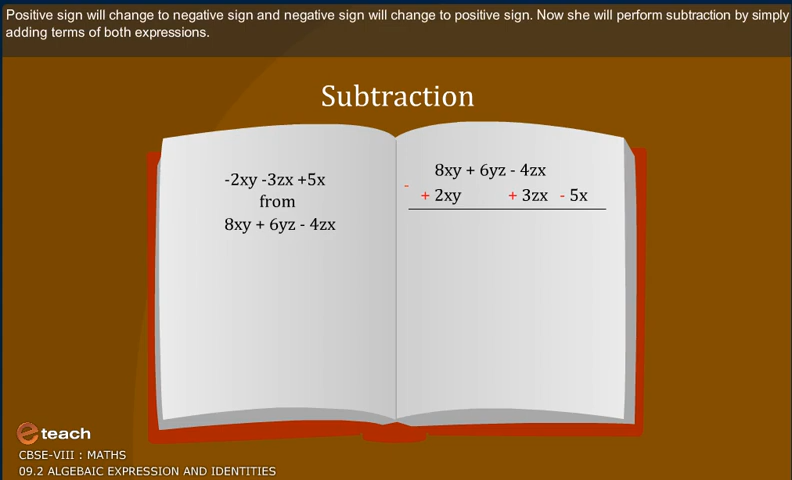 Positive sign will change to negative sign and negative sign will change to positive sign. Now she will perform subtraction by simply
adding terms of both expressions.
Subtraction
-2xy -3zx +5x
from
8xy + 6yz - 4zx
8xy + 6yz - 4zx
-
+ 2xy + 3zx - 5x
e teach
CBSE-VIII : MATHS
09.2 ALGEBAIC EXPRESSION AND IDENTITIES